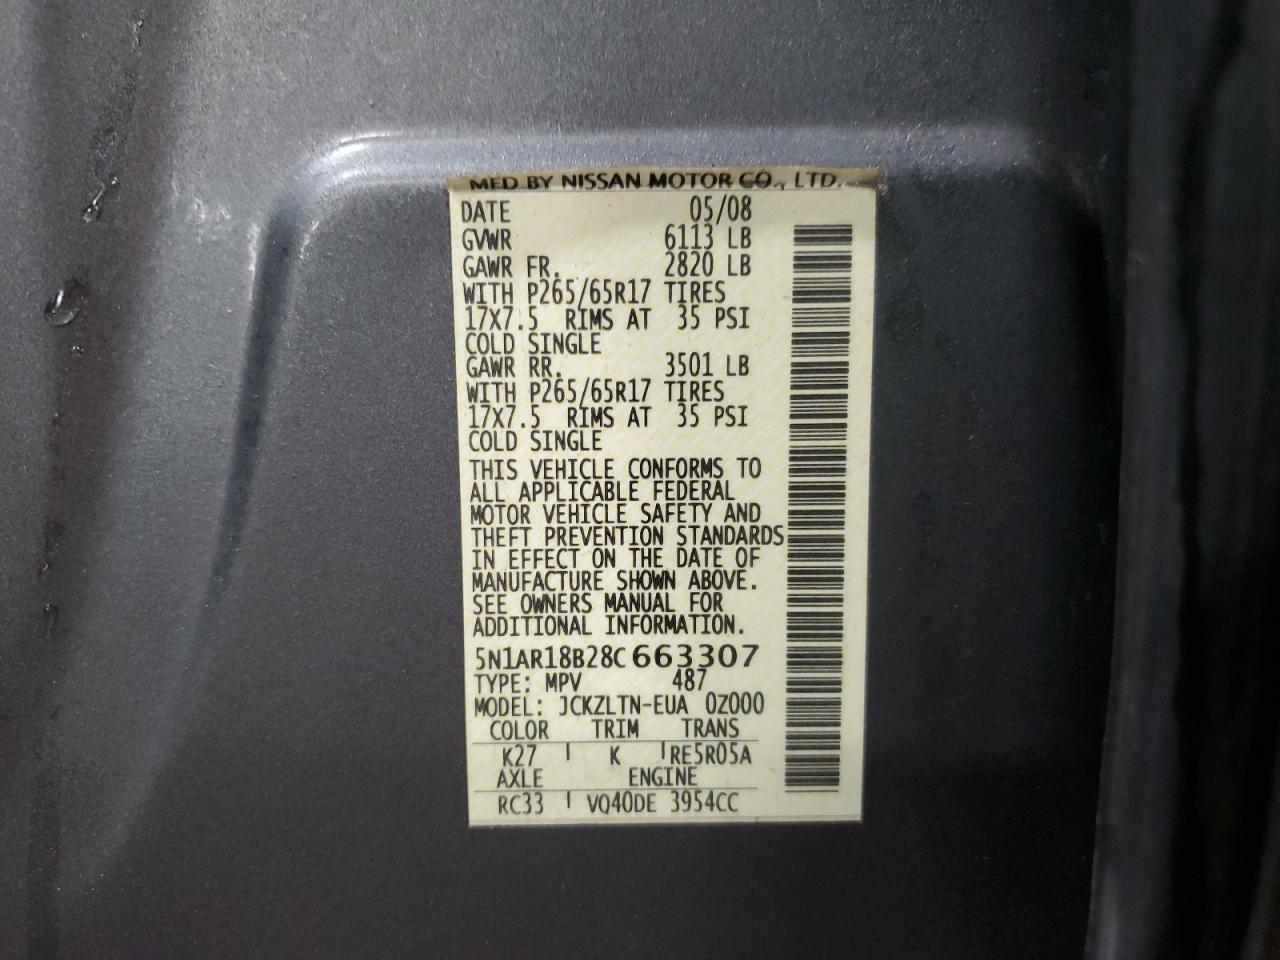 MFD BY NISSAN MOTOR CO., LTD.
DATE 05/08
GVWR 6113 LB
GAWR FR. 2820 LB
WITH P265/65R17 TIRES
17X7.5 RIMS AT 35 PSI
COLD SINGLE
GAWR RR. 3501 LB
WITH P265/65R17 TIRES
17X7.5 RIMS AT 35 PSI
COLD SINGLE
THIS VEHICLE CONFORMS TO
ALL APPLICABLE FEDERAL
MOTOR VEHICLE SAFETY AND
THEFT PREVENTION STANDARDS
IN EFFECT ON THE DATE OF
MANUFACTURE SHOWN ABOVE.
SEE OWNERS MANUAL FOR
ADDITIONAL INFORMATION.
5N1AR18B28C663307
TYPE: MPV 487
MODEL: JCKZLTN-EUA 0Z000
COLOR TRIM TRANS
K27 K RE5R05A
AXLE ENGINE
RC33 VQ40DE 3954CC